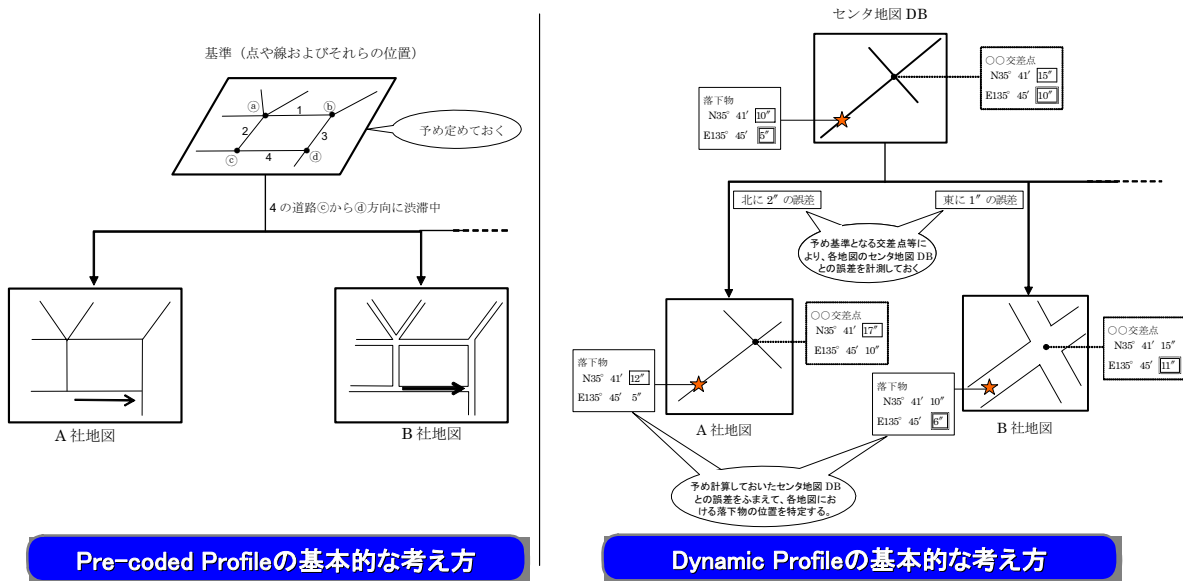 基準（点や線およびそれらの位置）
ⓐ
ⓑ
1
2
3
ⓒ
4
ⓓ
予め定めておく
4 の道路ⓒからⓓ方向に渋滞中
A 社地図
B 社地図
Pre-coded Profileの基本的な考え方
センタ地図 DB
○○交差点
N35° 41′ 15″
E135° 45′ 10″
落下物
N35° 41′ 10″
E135° 45′ 5″
北に 2″ の誤差
東に 1″ の誤差
予め基準となる交差点等に
より、各地図のセンタ地図 DB
との誤差を計測しておく
○○交差点
N35° 41′ 17″
E135° 45′ 10″
落下物
N35° 41′ 12″
E135° 45′ 5″
A 社地図
○○交差点
N35° 41′ 15″
E135° 45′ 11″
落下物
N35° 41′ 10″
E135° 45′ 6″
B 社地図
予め計算しておいたセンタ地図 DB
との誤差をふまえて、各地図にお
ける落下物の位置を特定する。
Dynamic Profileの基本的な考え方